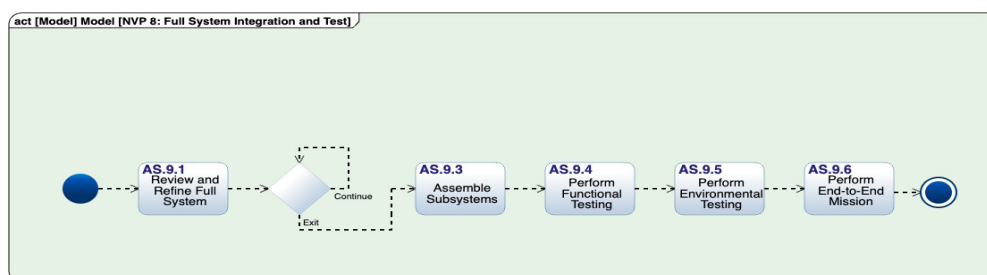 act [Model] Model [NVP 8: Full System Integration and Test]
AS.9.1
Review and
Refine Full
System
Continue
Exit
AS.9.3
Assemble
Subsystems
AS.9.4
Perform
Functional
Testing
AS.9.5
Perform
Environmental
Testing
AS.9.6
Perform
End-to-End
Mission